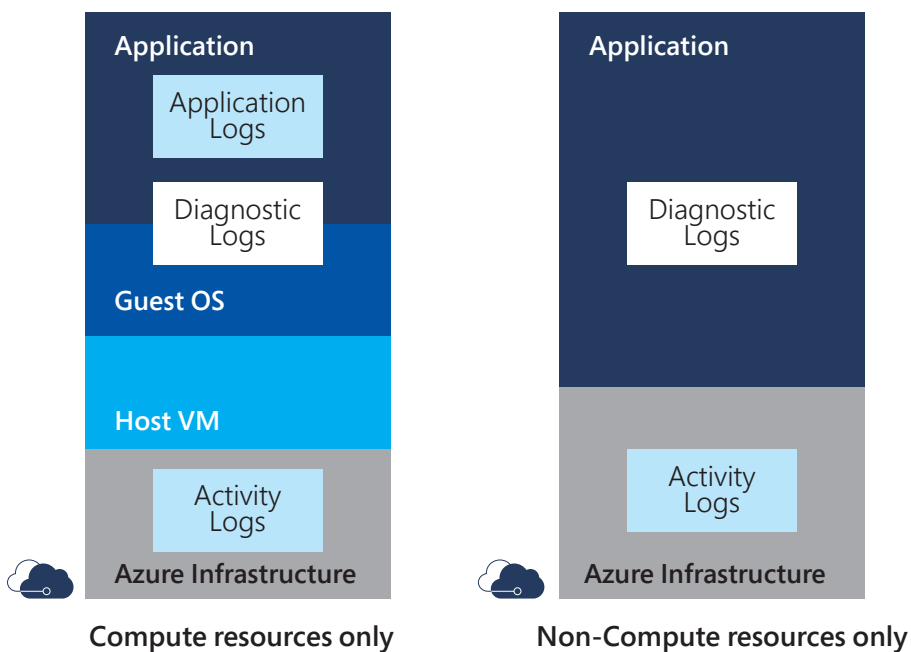 Application
Application
Logs
Diagnostic
Logs
Guest OS
Host VM
Activity
Logs
Azure Infrastructure
Compute resources only
Application
Diagnostic
Logs
Activity
Logs
Azure Infrastructure
Non-Compute resources only